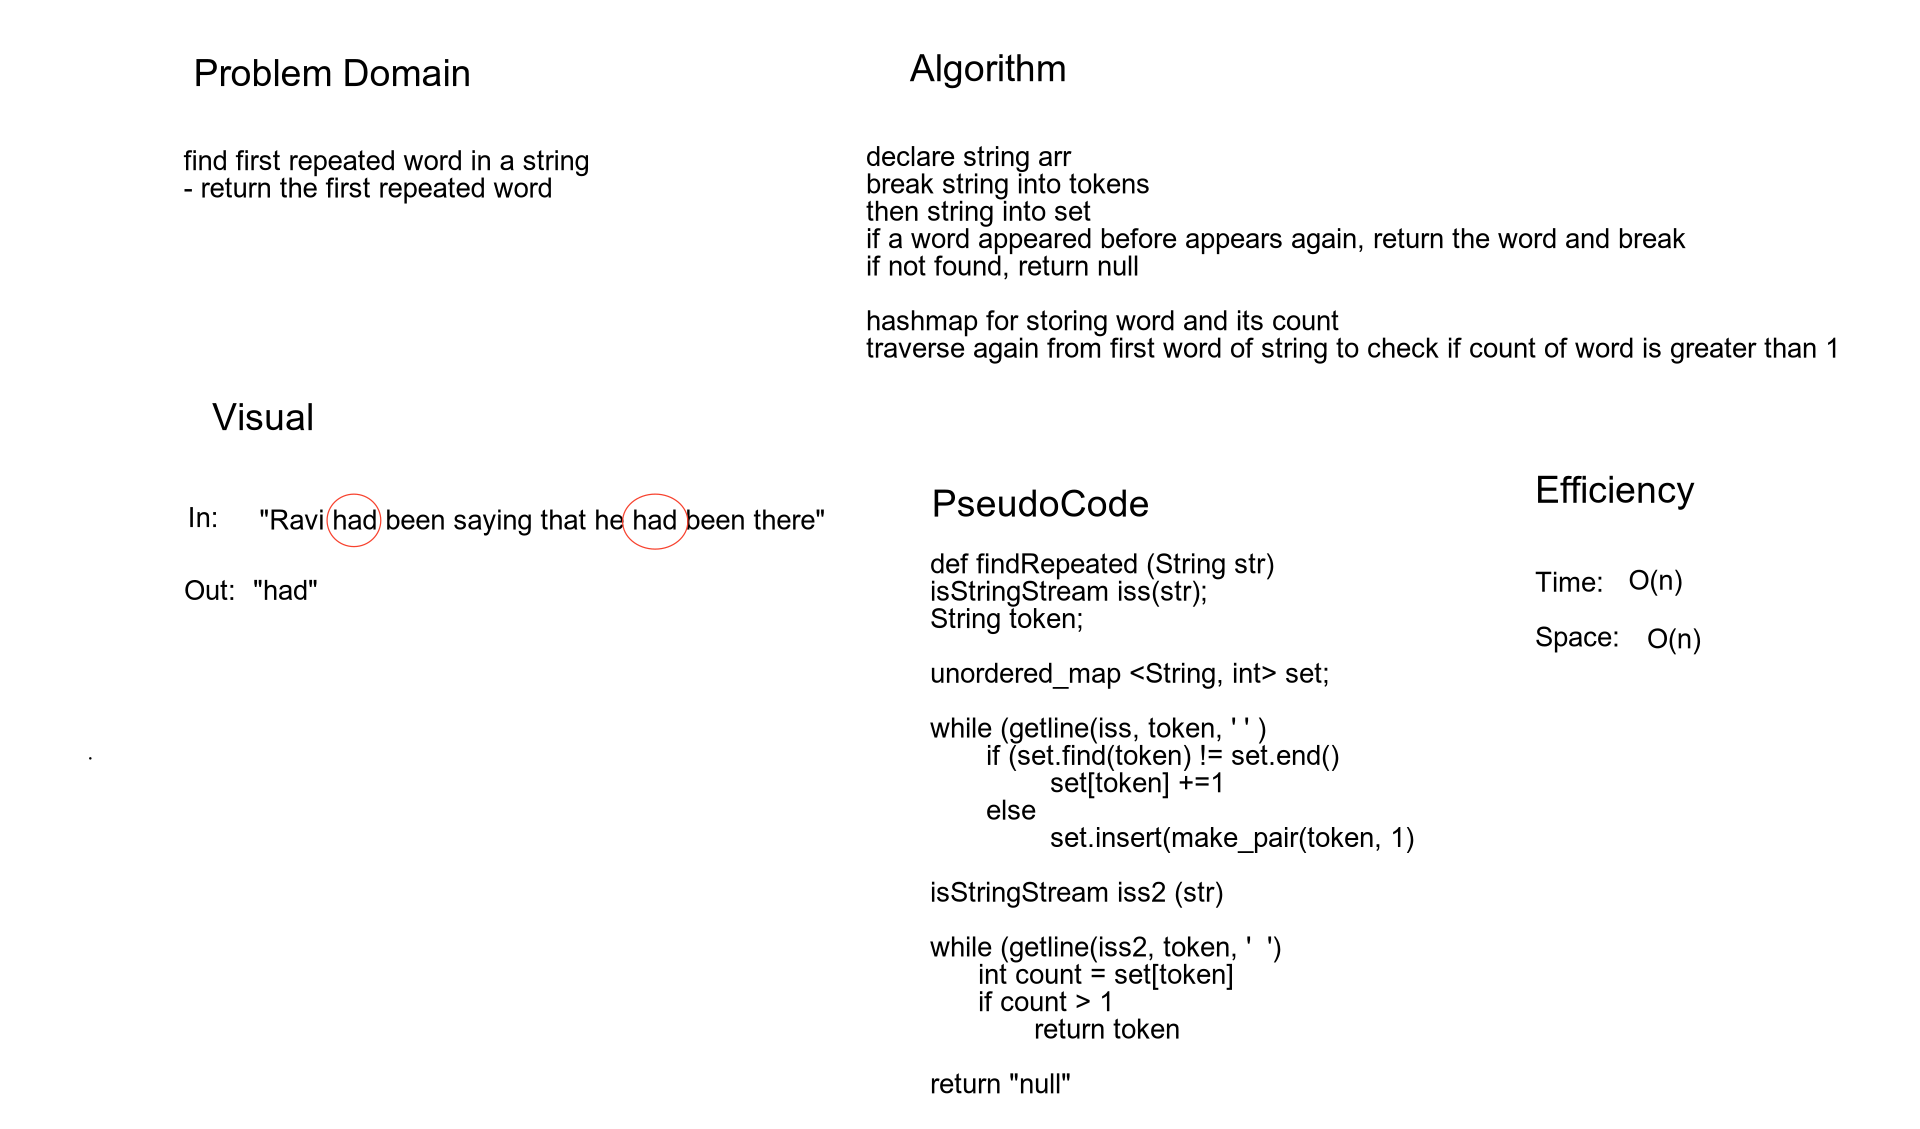 Problem Domain
find first repeated word in a string
- return the first repeated word
Visual
In: "Ravi had been saying that he had been there"
Out: "had"
Algorithm
declare string arr
break string into tokens
then string into set
if a word appeared before appears again, return the word and break
if not found, return null
hashmap for storing word and its count
traverse again from first word of string to check if count of word is greater than 1
PseudoCode
def findRepeated (String str)
isStringStream iss(str);
String token;
unordered_map <String, int> set;
while (getline(iss, token, ' ' )
if (set.find(token) != set.end()
set[token] +=1
else
set.insert(make_pair(token, 1)
isStringStream iss2 (str)
while (getline(iss2, token, '  ')
int count = set[token]
if count > 1
return token
return "null"
Efficiency
Time: O(n)
Space: O(n)